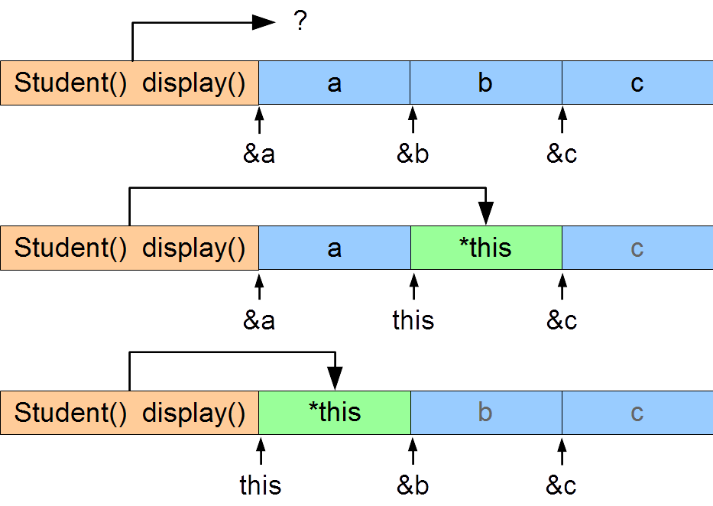 ?
Student() display() a b c
&a &b &c
Student() display() a *this c
&a this &c
Student() display() *this b c
this &b &c